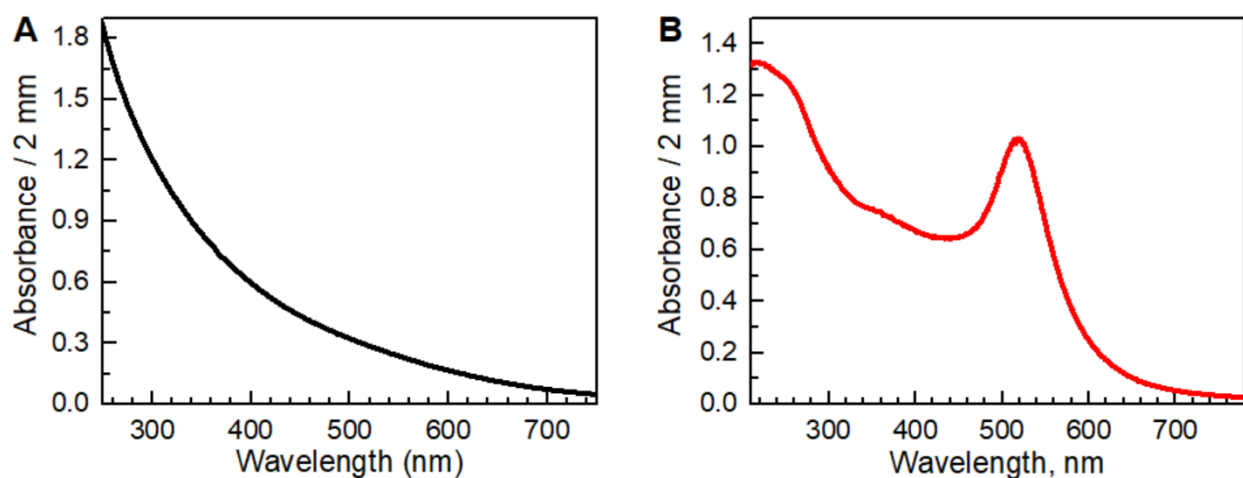 A
Absorbance / 2 mm
1.8
1.5
1.2
0.9
0.6
0.3
0.0
300 400 500 600 700
Wavelength (nm)
B
Absorbance / 2 mm
1.4
1.2
1.0
0.8
0.6
0.4
0.2
0.0
300 400 500 600 700
Wavelength, nm